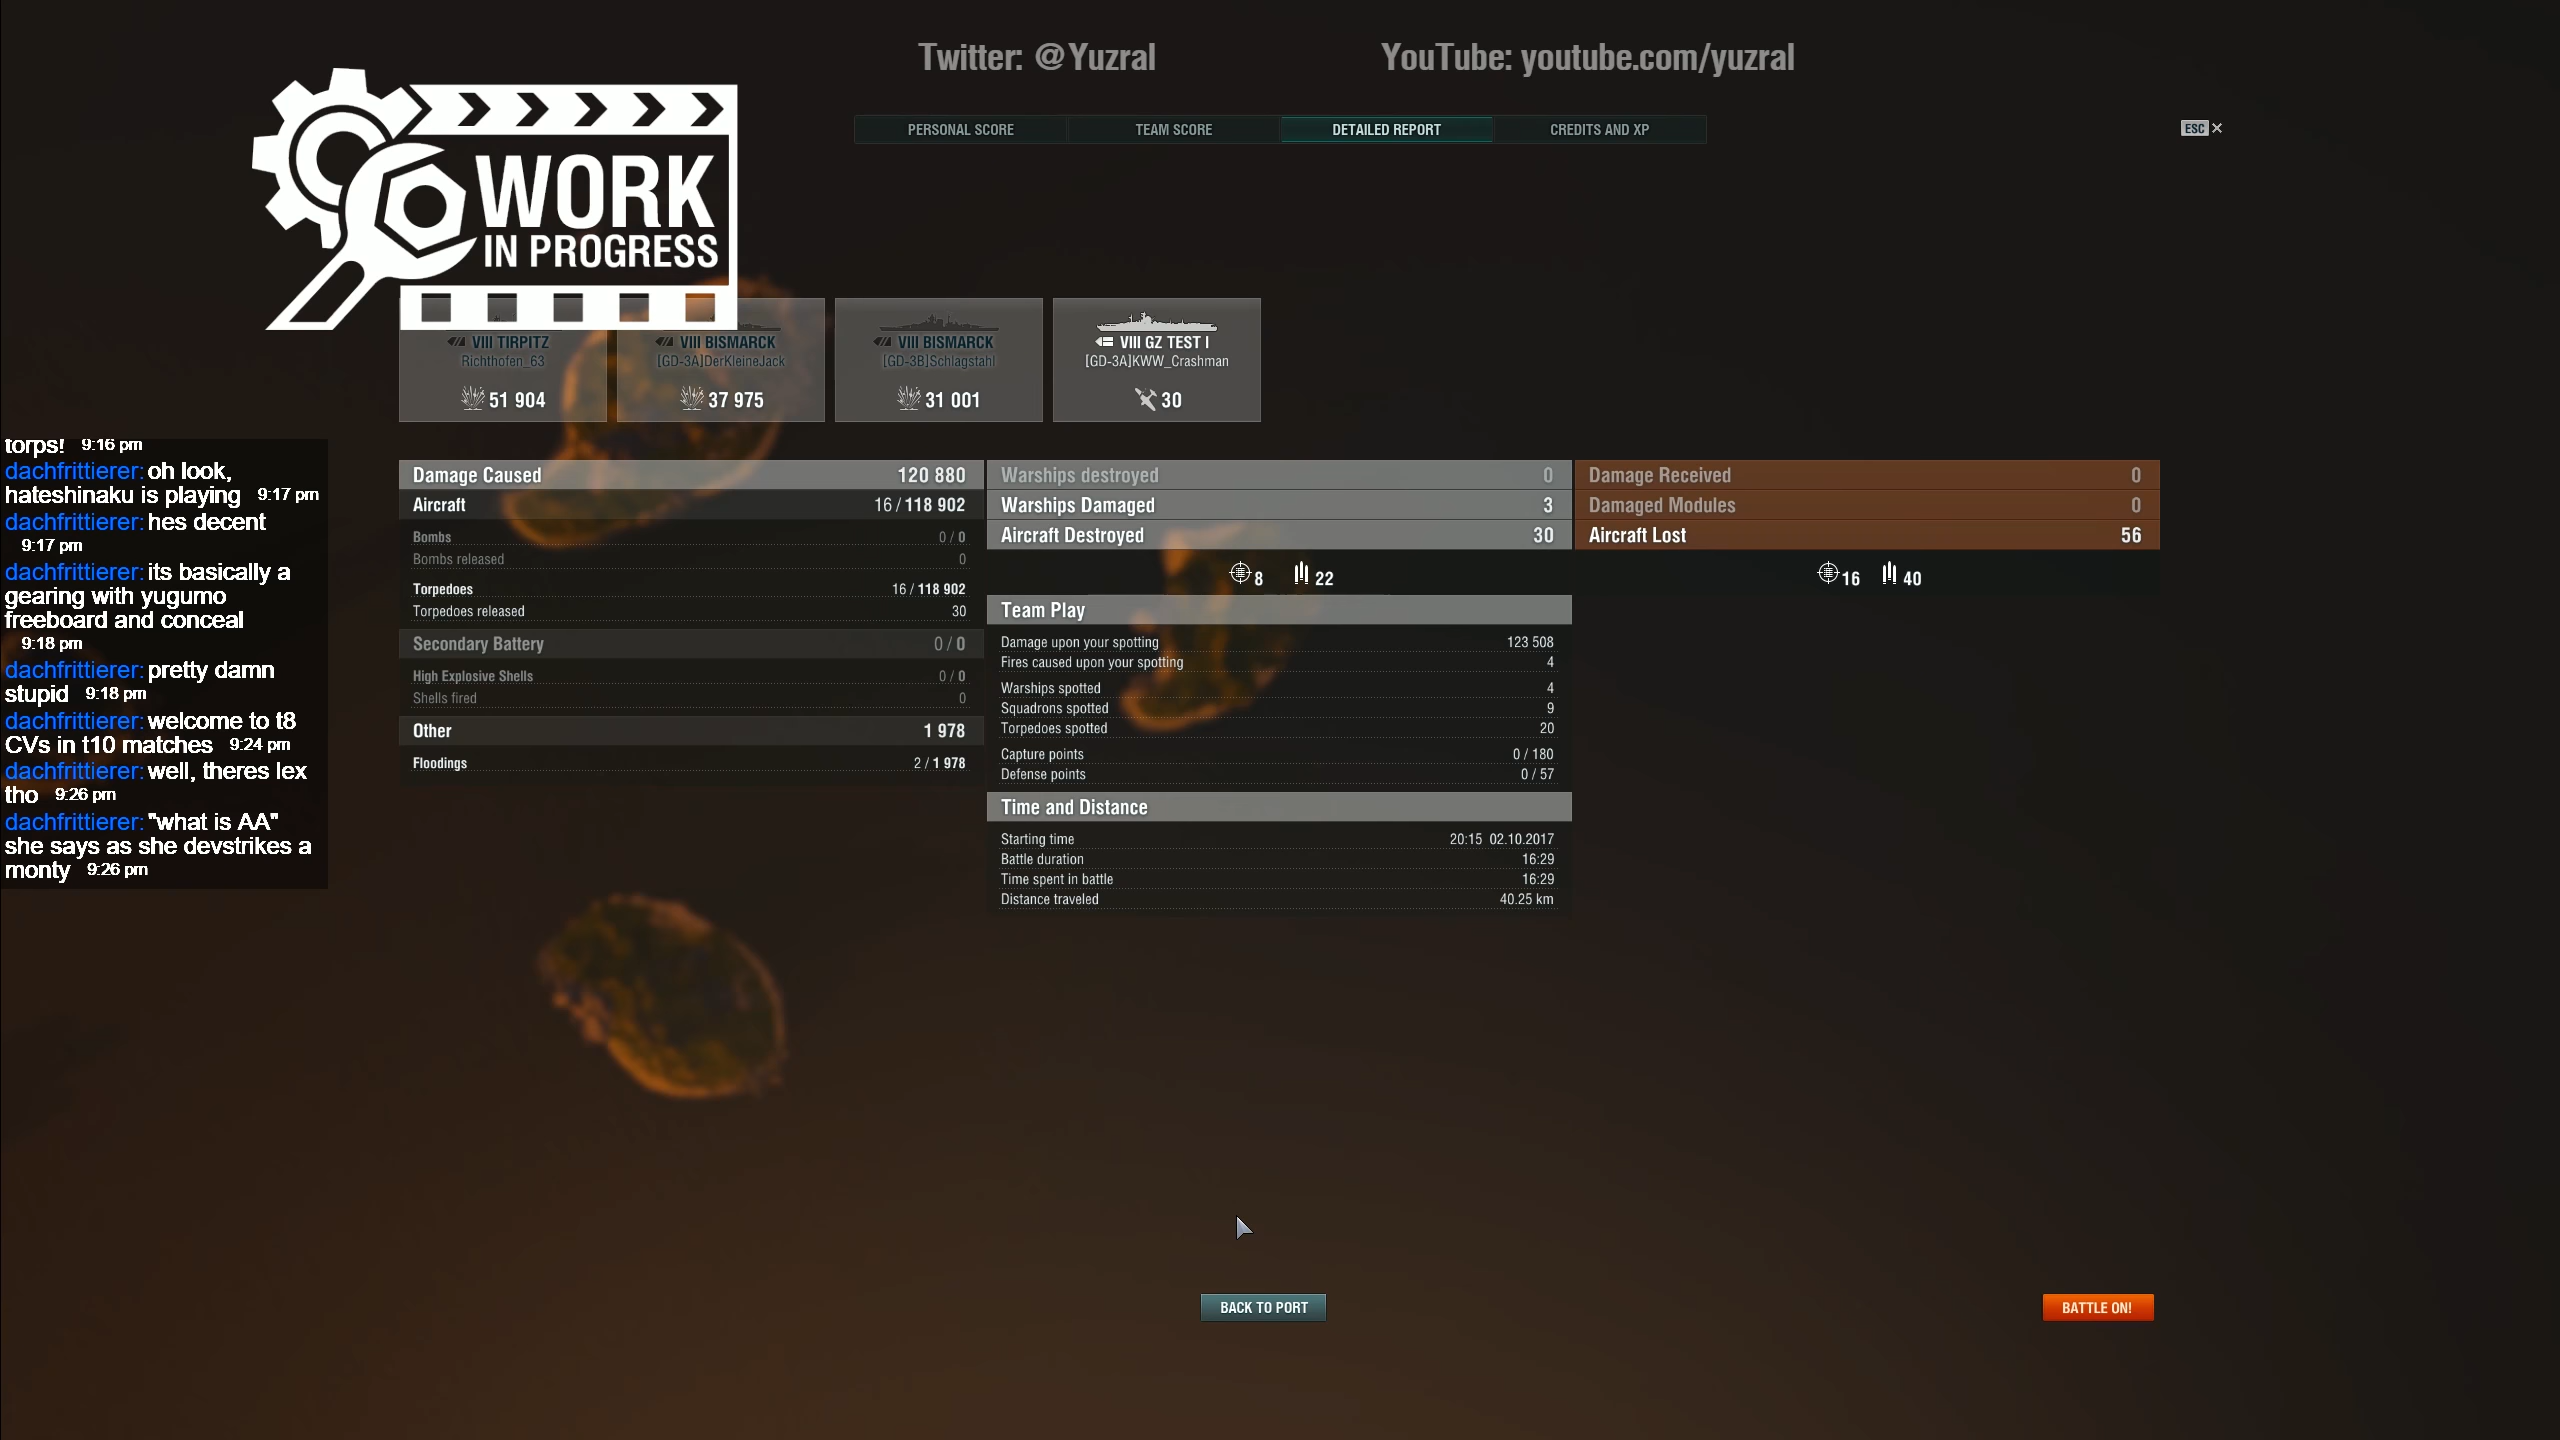 Twitter: @Yuzral
YouTube: youtube.com/yuzral
WORK
IN PROGRESS
PERSONAL SCORE
TEAM SCORE
DETAILED REPORT
CREDITS AND XP
ESC
VIII TIRPITZ
Richthofen_63
51 904
VIII BISMARCK
[GD-3A]DerKleineJack
37 975
VIII BISMARCK
[GD-3B]Schlagstahl
31 001
VIII GZ TEST I
[GD-3A]KWW_Crashman
30
torps! 9:16 pm
dachfrittierer: oh look,
hateshinaku is playing 9:17 pm
dachfrittierer: hes decent
9:17 pm
dachfrittierer: its basically a
gearing with yugumo
freeboard and conceal
9:18 pm
dachfrittierer: pretty damn
stupid 9:18 pm
dachfrittierer: welcome to t8
CVs in t10 matches 9:24 pm
dachfrittierer: well, theres lex
tho 9:26 pm
dachfrittierer: "what is AA"
she says as she devstrikes a
monty 9:26 pm
Damage Caused 120 880
Aircraft 16 / 118 902
Bombs 0 / 0
Bombs released 0
Torpedoes 16 / 118 902
Torpedoes released 30
Secondary Battery 0 / 0
High Explosive Shells 0 / 0
Shells fired 0
Other 1 978
Floodings 2 / 1 978
Warships destroyed 0
Warships Damaged 3
Aircraft Destroyed 30
8 22
Team Play
Damage upon your spotting 123 508
Fires caused upon your spotting 4
Warships spotted 4
Squadrons spotted 9
Torpedoes spotted 20
Capture points 0 / 180
Defense points 0 / 57
Time and Distance
Starting time 20:15 02.10.2017
Battle duration 16:29
Time spent in battle 16:29
Distance traveled 40.25 km
Damage Received 0
Damaged Modules 0
Aircraft Lost 56
16 40
BACK TO PORT
BATTLE ON!